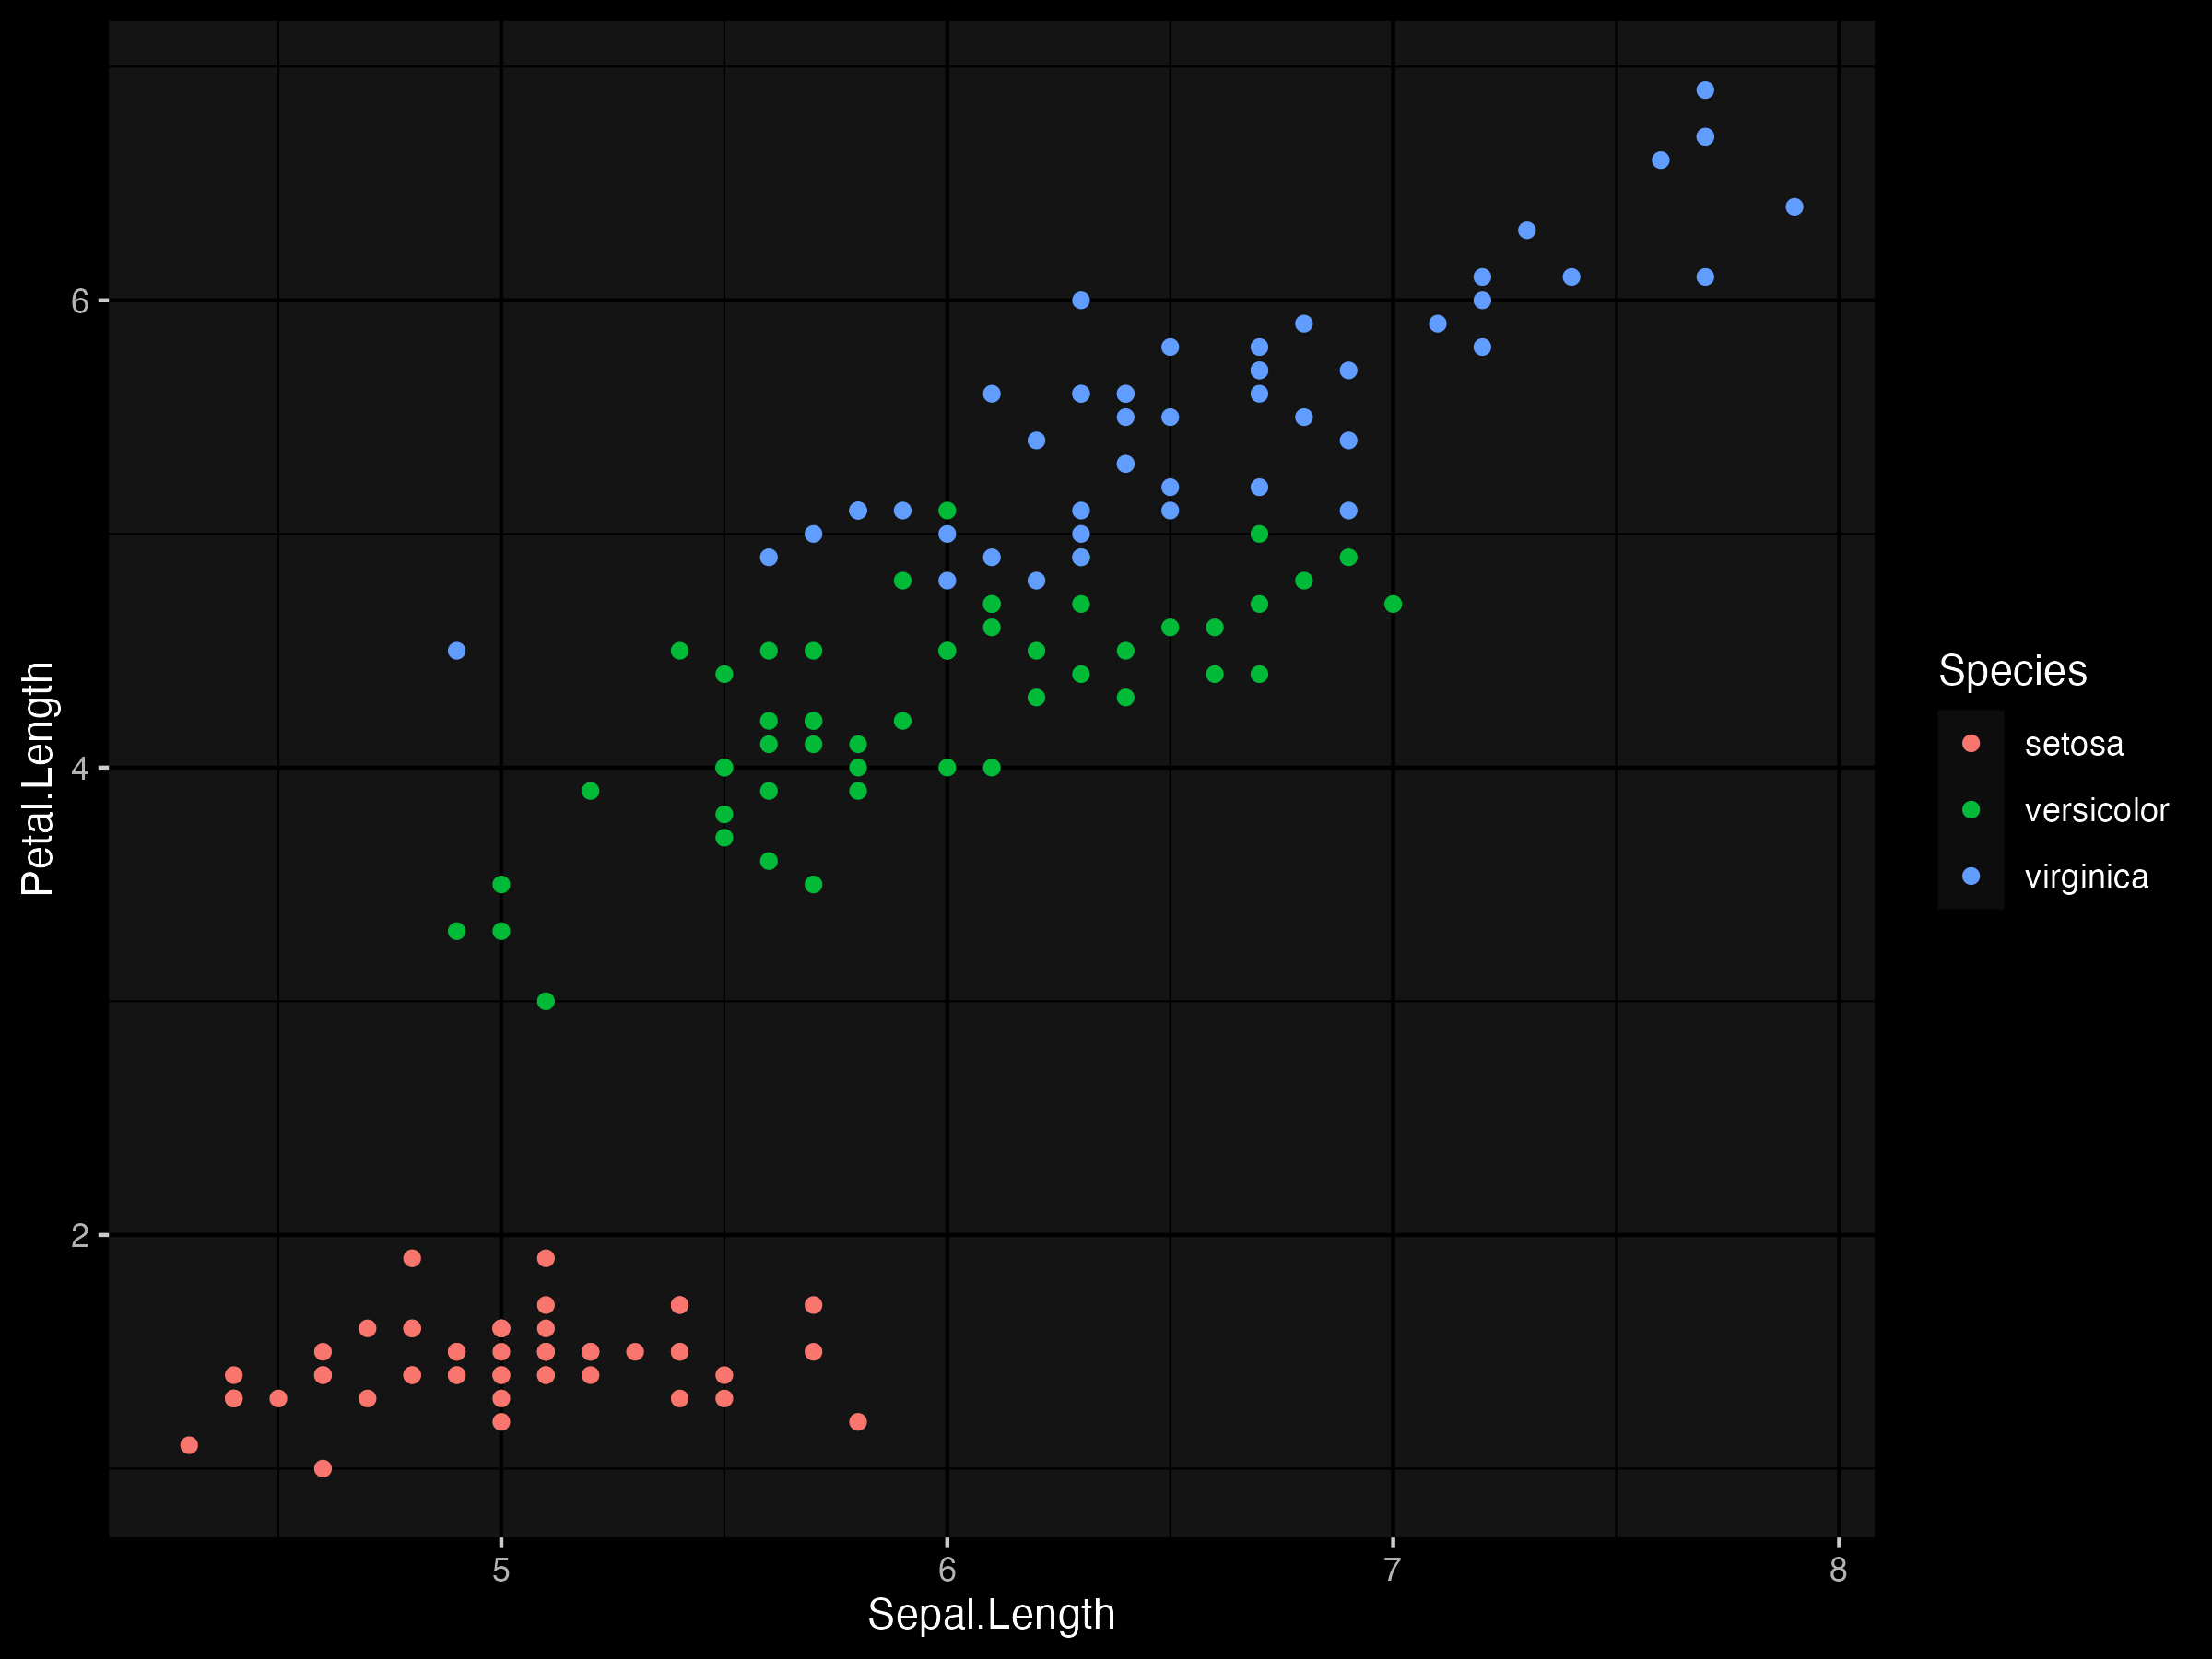 Petal.Length
6
4
2
5 6 7 8
Sepal.Length
Species
setosa
versicolor
virginica